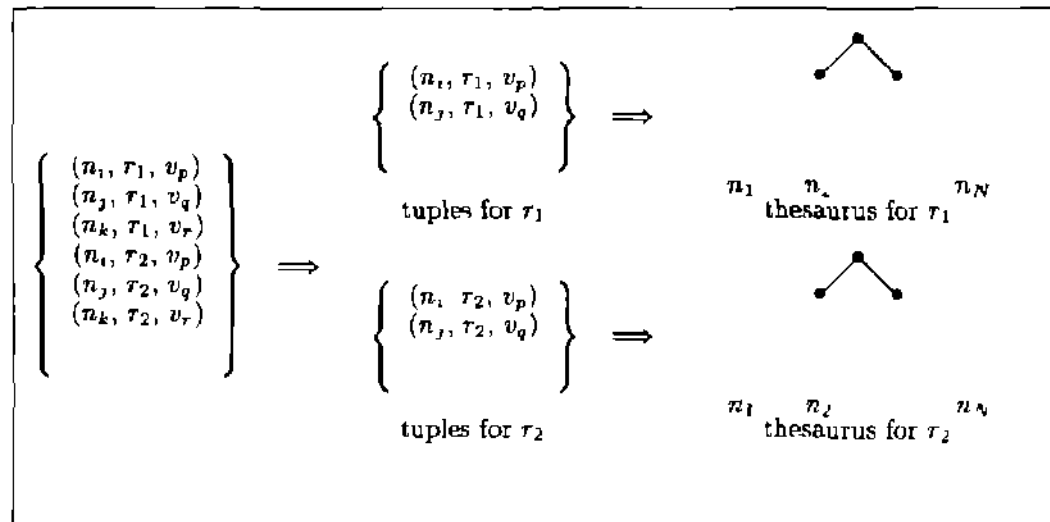 (n_i, r_1, v_p)
(n_j, r_1, v_q)
(n_k, r_1, v_r)
(n_i, r_2, v_p)
(n_j, r_2, v_q)
(n_k, r_2, v_r)
⟹
(n_i, r_1, v_p)
(n_j, r_1, v_q)
tuples for r_1
⟹
n_1 n_N
thesaurus for r_1
(n_i r_2, v_p)
(n_j, r_2, v_q)
tuples for r_2
⟹
n_1 n_2 n_N
thesaurus for r_2